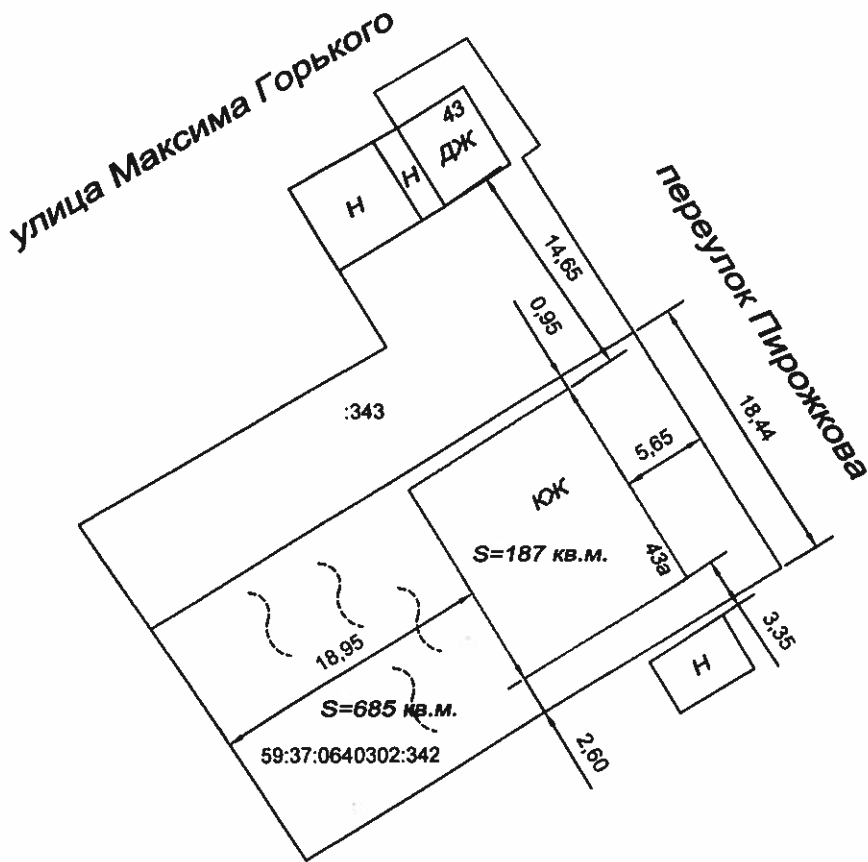 улица Максима Горького
43
ДЖ
Н
Н
переулок Пирожкова
14,65
0,95
:343
18,44
5,65
КЖ
S=187 кв.м.
43а
3,35
18,95
Н
S=685 кв.м.
59:37:0640302:342
2,60